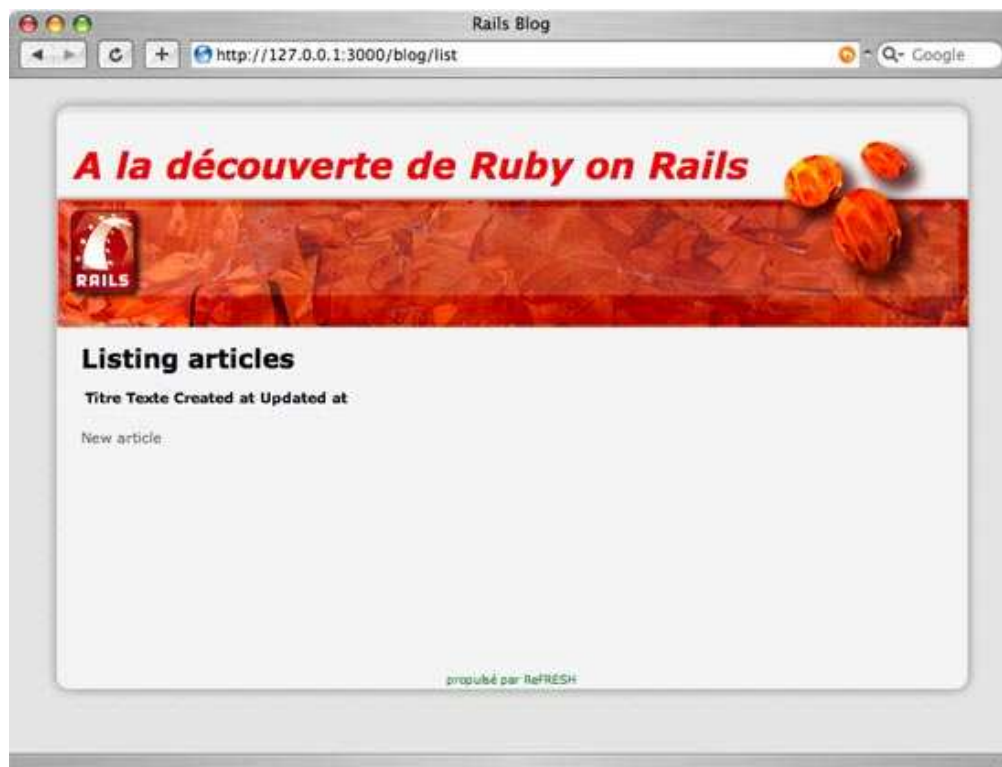 Rails Blog
http://127.0.0.1:3000/blog/list
Google
A la découverte de Ruby on Rails
RAILS
Listing articles
Titre Texte Created at Updated at
New article
propulsé par ReFRESH